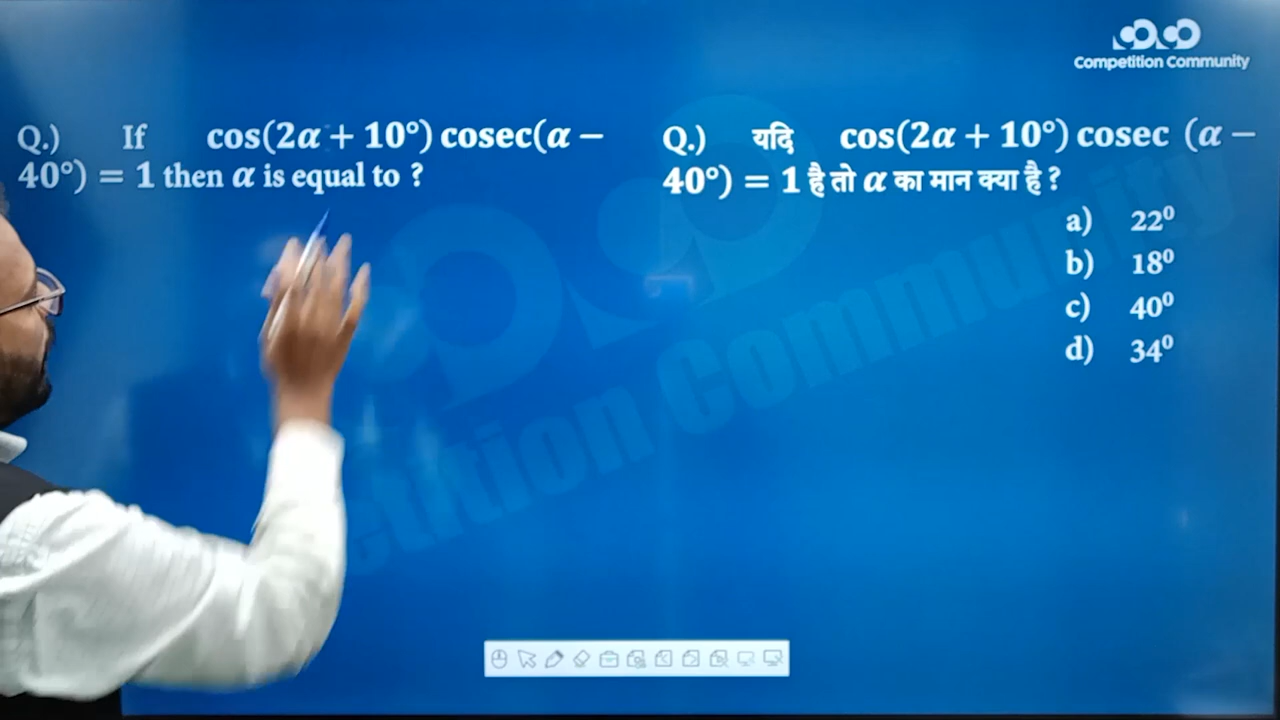 Competition Community
Q.) If cos(2α + 10°) cosec(α −
40°) = 1 then α is equal to ?
Q.) यदि cos(2α + 10°) cosec (α −
40°) = 1 है तो α का मान क्या है ?
a) 22⁰
b) 18⁰
c) 40⁰
d) 34⁰